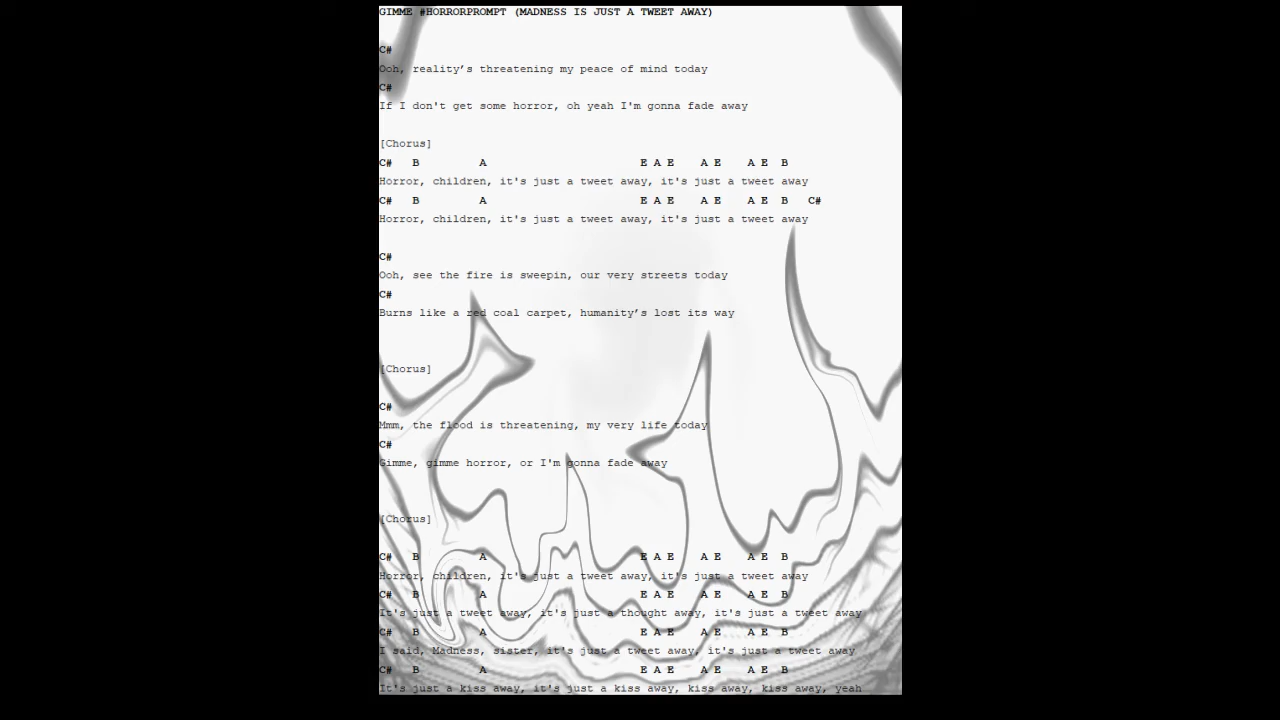 GIMME #HORRORPROMPT (MADNESS IS JUST A TWEET AWAY)
C#
Ooh, reality’s threatening my peace of mind today
C#
If I don't get some horror, oh yeah I'm gonna fade away
[Chorus]
C# B A E A E A E A E B
Horror, children, it's just a tweet away, it's just a tweet away
C# B A E A E A E A E B C#
Horror, children, it's just a tweet away, it's just a tweet away
C#
Ooh, see the fire is sweepin, our very streets today
C#
Burns like a red coal carpet, humanity’s lost its way
[Chorus]
C#
Mmm, the flood is threatening, my very life today
C#
Gimme, gimme horror, or I'm gonna fade away
[Chorus]
C# B A E A E A E A E B
Horror, children, it's just a tweet away, it's just a tweet away
C# B A E A E A E A E B
It's just a tweet away, it's just a thought away, it's just a tweet away
C# B A E A E A E A E B
I said, Madness, sister, it's just a tweet away, it's just a tweet away
C# B A E A E A E A E B
It's just a kiss away, it's just a kiss away, kiss away, kiss away, yeah